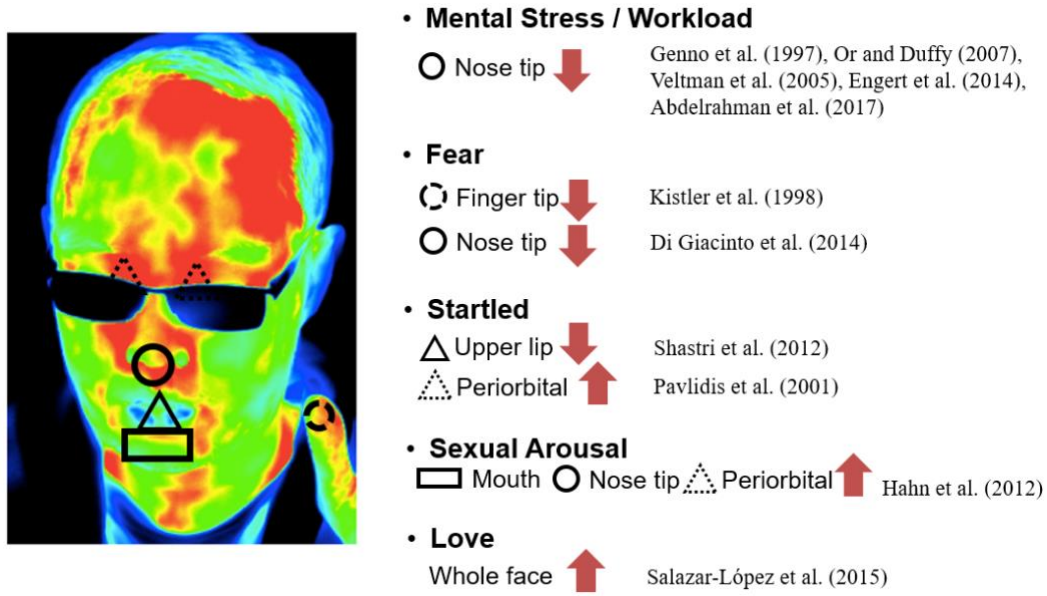 • Mental Stress / Workload
Nose tip
Genno et al. (1997), Or and Duffy (2007),
Veltman et al. (2005), Engert et al. (2014),
Abdelrahman et al. (2017)
• Fear
Finger tip
Kistler et al. (1998)
Nose tip
Di Giacinto et al. (2014)
• Startled
Upper lip
Shastri et al. (2012)
Periorbital
Pavlidis et al. (2001)
• Sexual Arousal
Mouth Nose tip Periorbital
Hahn et al. (2012)
• Love
Whole face
Salazar-López et al. (2015)